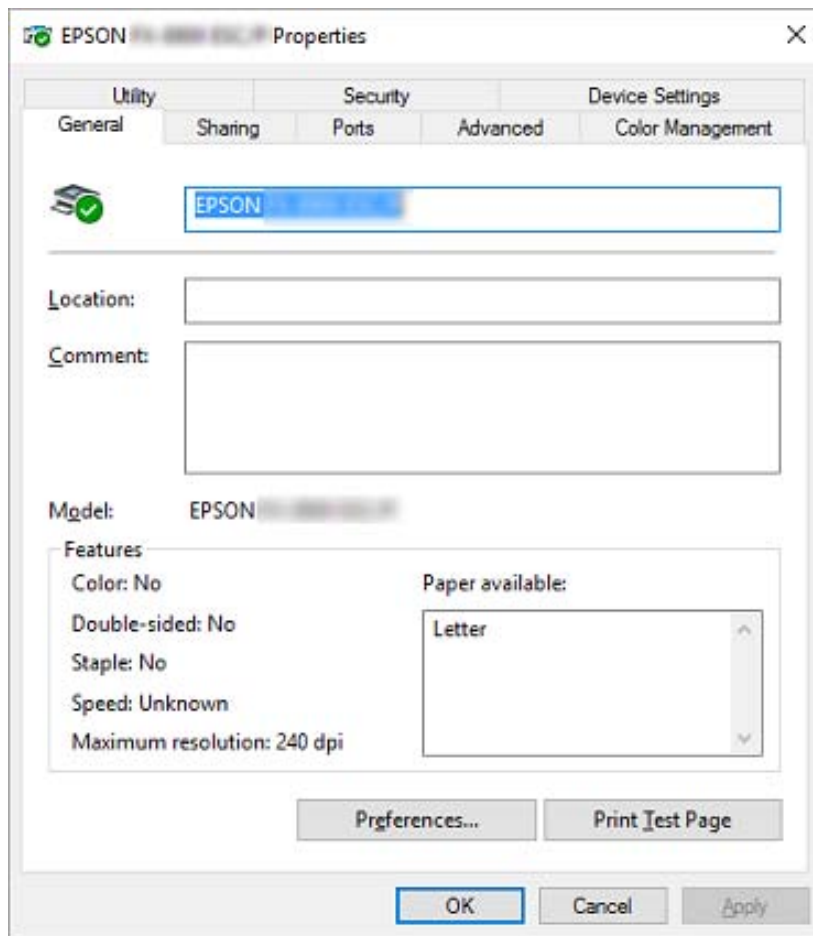 EPSON Properties
Utility Security Device Settings
General Sharing Ports Advanced Color Management
EPSON
Location:
Comment:
Model: EPSON
Features
Color: No
Double-sided: No
Staple: No
Speed: Unknown
Maximum resolution: 240 dpi
Paper available:
Letter
Preferences... Print Test Page
OK Cancel Apply